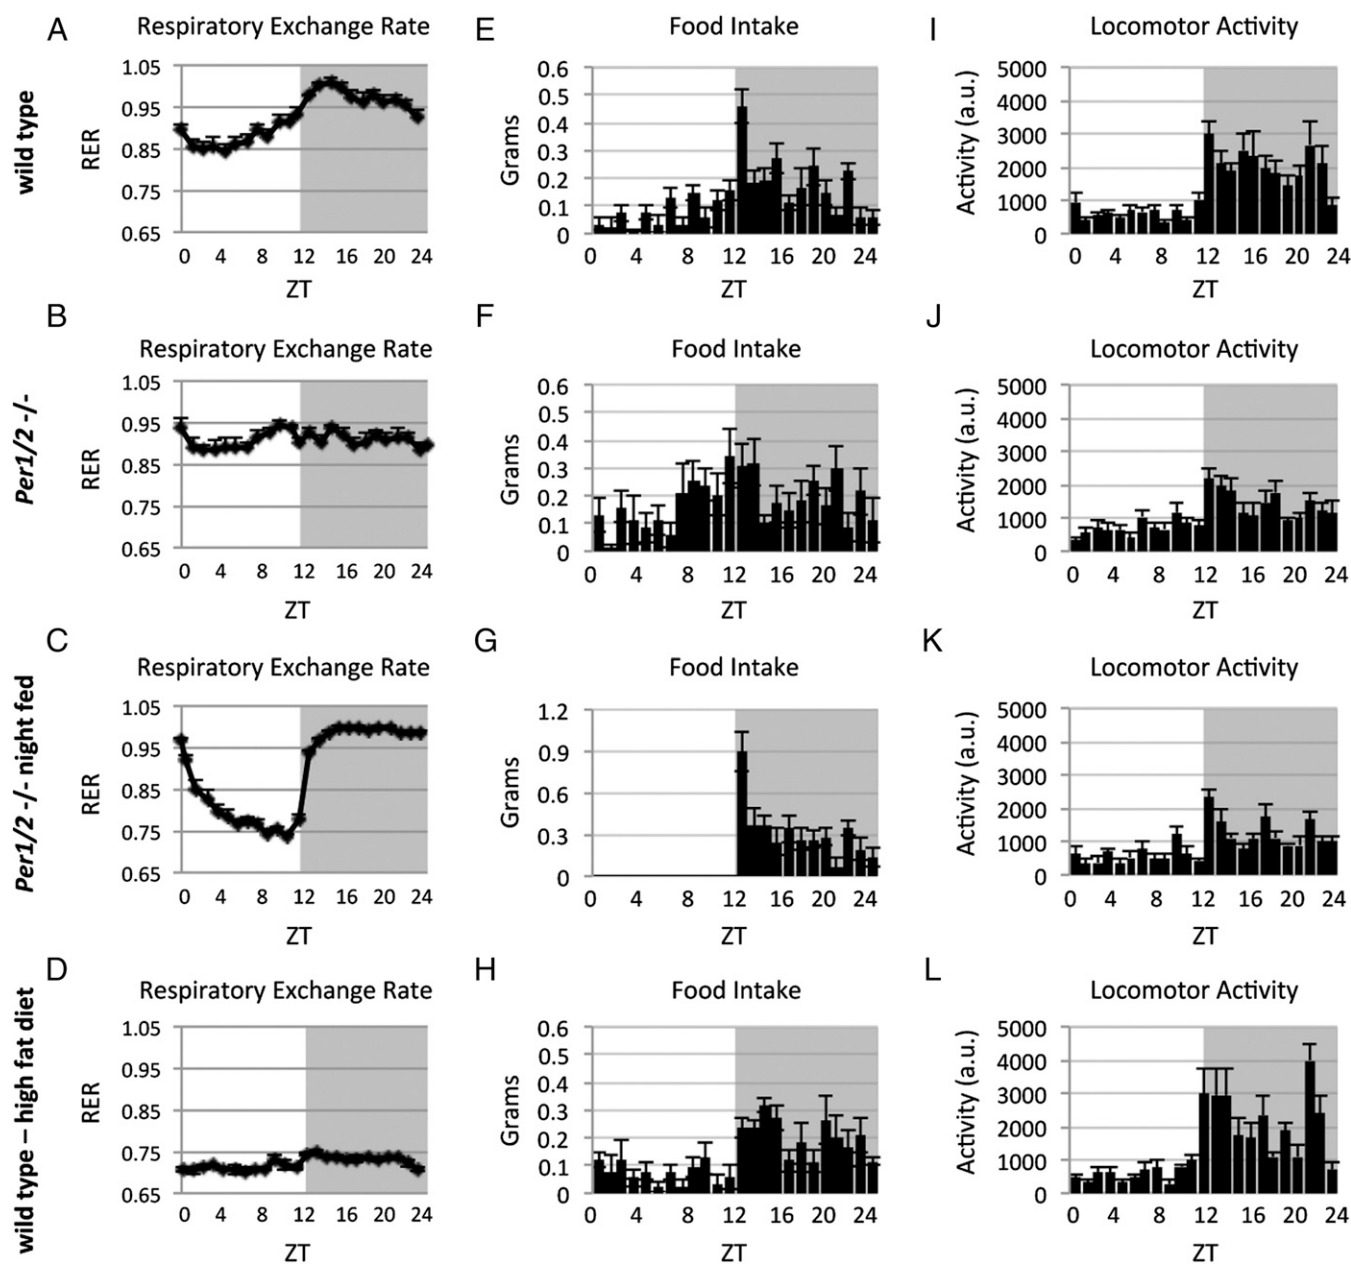 A Respiratory Exchange Rate
wild type
RER
1.05
0.95
0.85
0.75
0.65
0 4 8 12 16 20 24
ZT
E Food Intake
Grams
0.6
0.5
0.4
0.3
0.2
0.1
0
0 4 8 12 16 20 24
ZT
I Locomotor Activity
Activity (a.u.)
5000
4000
3000
2000
1000
0
0 4 8 12 16 20 24
ZT
B Respiratory Exchange Rate
Per1/2 -/-
RER
1.05
0.95
0.85
0.75
0.65
0 4 8 12 16 20 24
ZT
F Food Intake
Grams
0.6
0.5
0.4
0.3
0.2
0.1
0
0 4 8 12 16 20 24
ZT
J Locomotor Activity
Activity (a.u.)
5000
4000
3000
2000
1000
0
0 4 8 12 16 20 24
ZT
C Respiratory Exchange Rate
Per1/2 -/- night fed
RER
1.05
0.95
0.85
0.75
0.65
0 4 8 12 16 20 24
ZT
G Food Intake
Grams
1.2
0.9
0.6
0.3
0
0 4 8 12 16 20 24
ZT
K Locomotor Activity
Activity (a.u.)
5000
4000
3000
2000
1000
0
0 4 8 12 16 20 24
ZT
D Respiratory Exchange Rate
wild type – high fat diet
RER
1.05
0.95
0.85
0.75
0.65
0 4 8 12 16 20 24
ZT
H Food Intake
Grams
0.6
0.5
0.4
0.3
0.2
0.1
0
0 4 8 12 16 20 24
ZT
L Locomotor Activity
Activity (a.u.)
5000
4000
3000
2000
1000
0
0 4 8 12 16 20 24
ZT